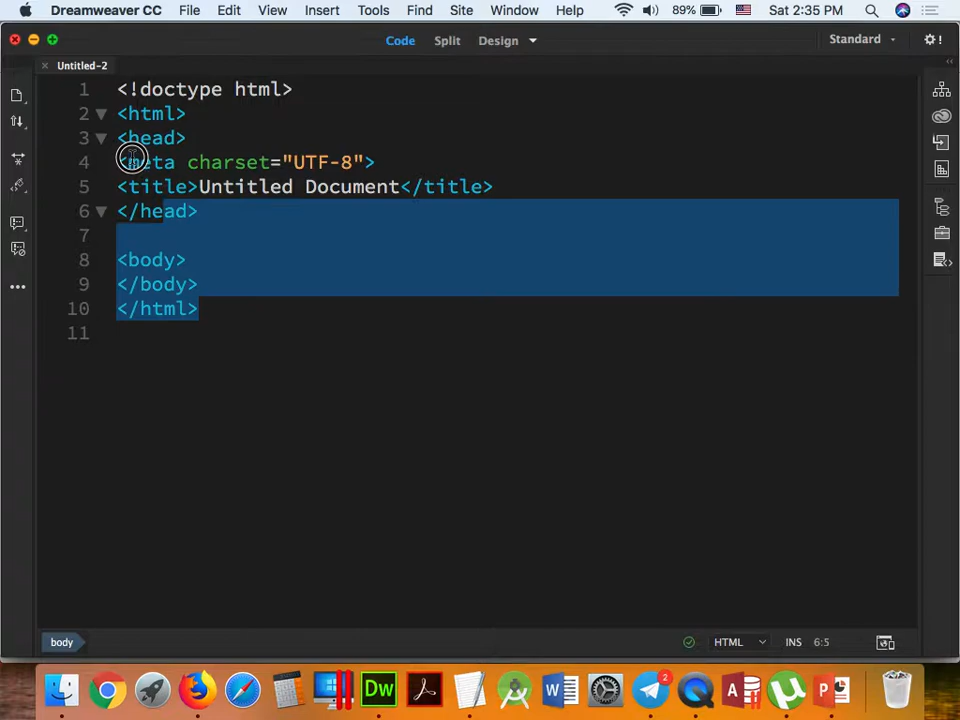 Dreamweaver CC File Edit View Insert Tools Find Site Window Help 89% Sat 2:35 PM
Code Split Design Standard
Untitled-2
1 <!doctype html>
2 <html>
3 <head>
4 <meta charset="UTF-8">
5 <title>Untitled Document</title>
6 </head>
7
8 <body>
9 </body>
10 </html>
11
body HTML INS 6:5
Dw W 2 A P